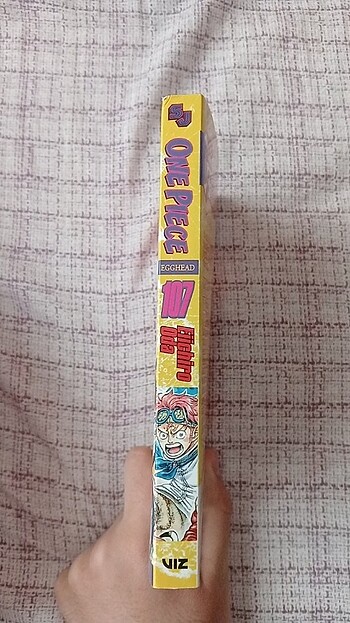 ONE PIECE
EGGHEAD
107
Eiichiro
Oda
VIZ